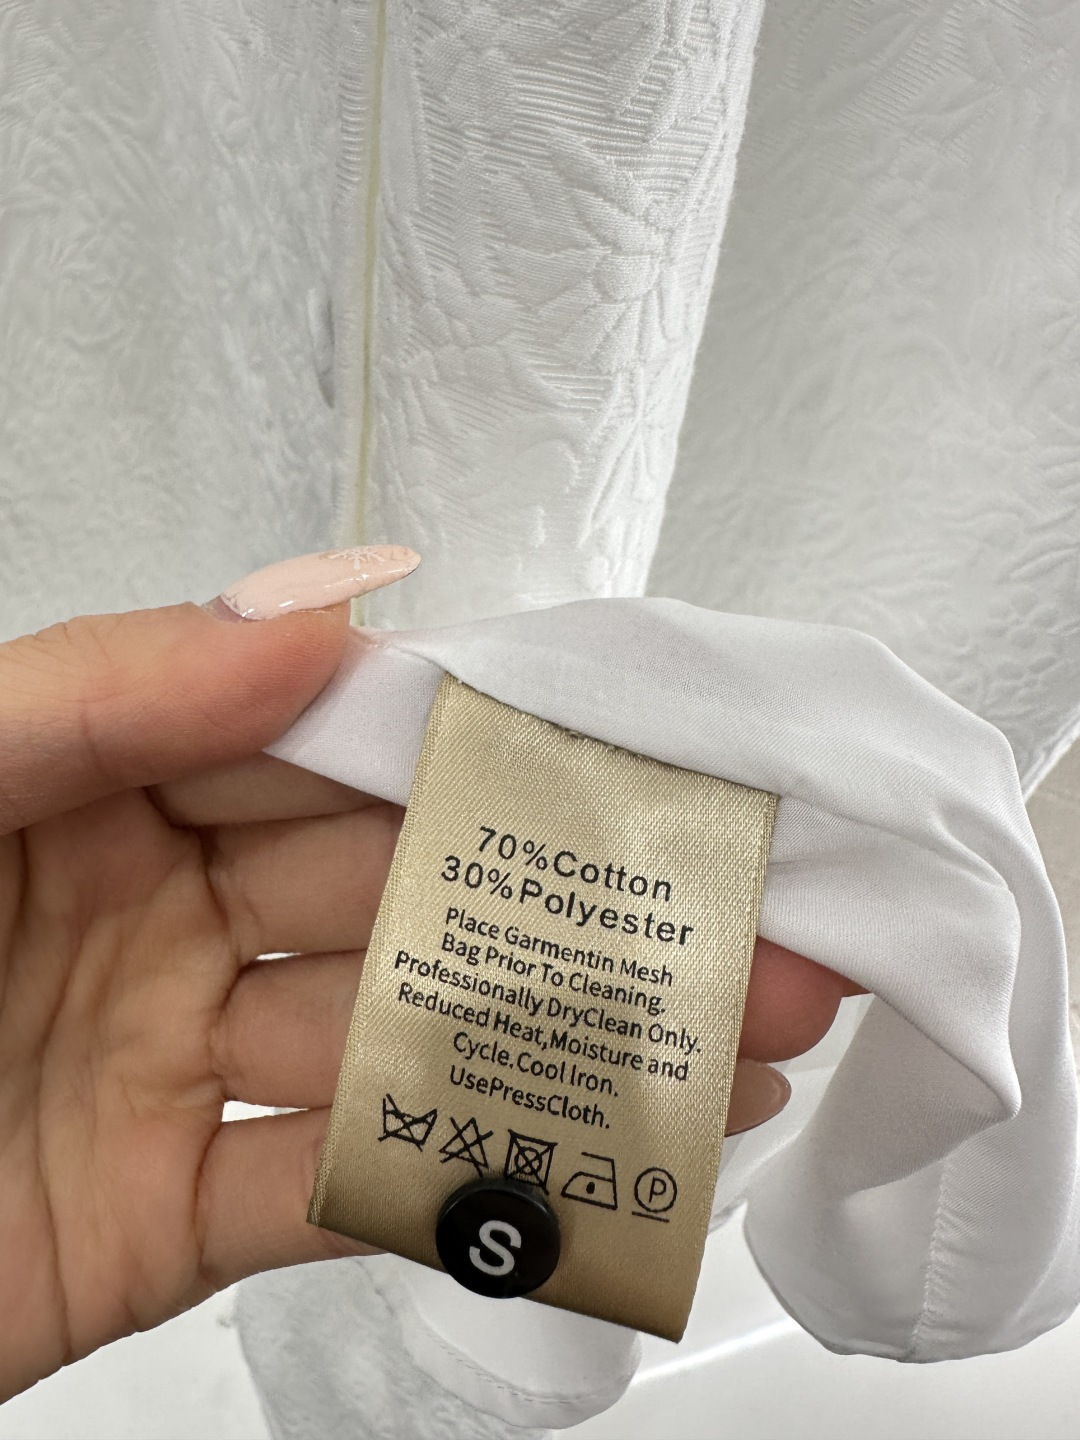 70%Cotton
30%Polyester
Place Garmentin Mesh
Bag Prior To Cleaning.
Professionally DryClean Only.
Reduced Heat,Moisture and
Cycle.Cool Iron.
UsePressCloth.
P
S